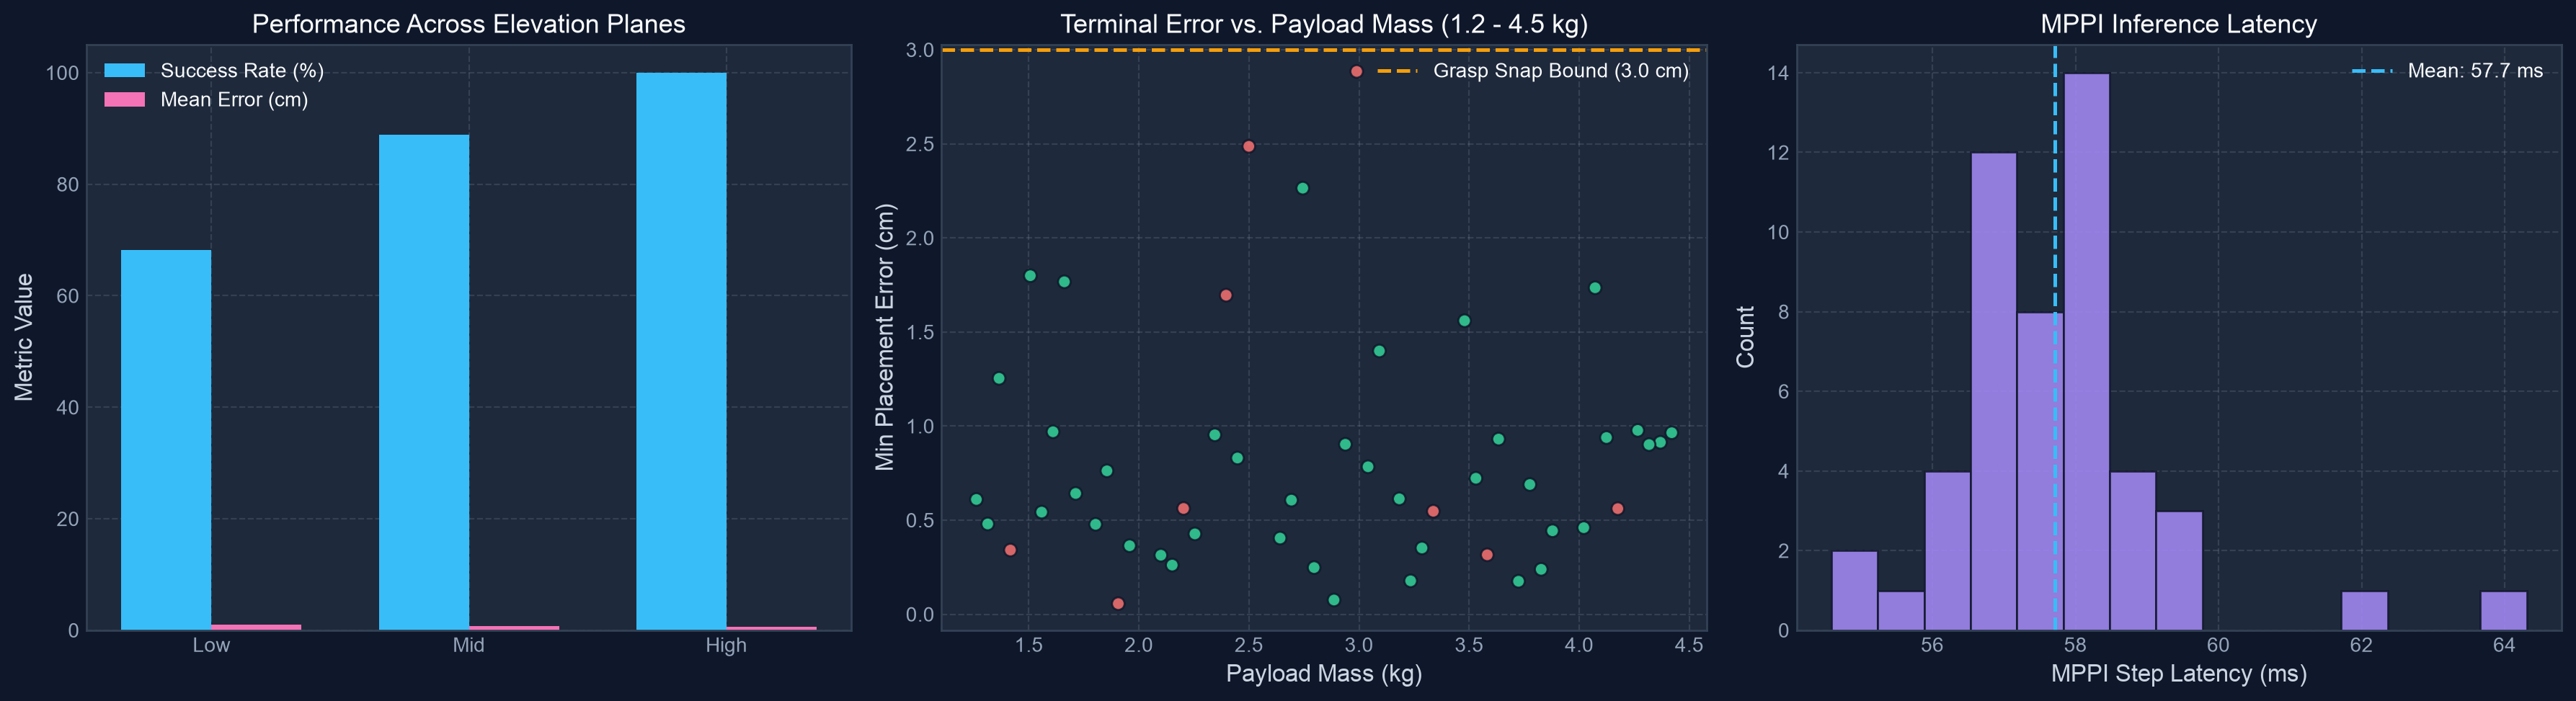 Performance Across Elevation Planes
Success Rate (%)
Mean Error (cm)
Metric Value
100
80
60
40
20
0
Low Mid High
Terminal Error vs. Payload Mass (1.2 - 4.5 kg)
Grasp Snap Bound (3.0 cm)
Min Placement Error (cm)
3.0
2.5
2.0
1.5
1.0
0.5
0.0
1.5 2.0 2.5 3.0 3.5 4.0 4.5
Payload Mass (kg)
MPPI Inference Latency
Mean: 57.7 ms
Count
14
12
10
8
6
4
2
0
56 58 60 62 64
MPPI Step Latency (ms)